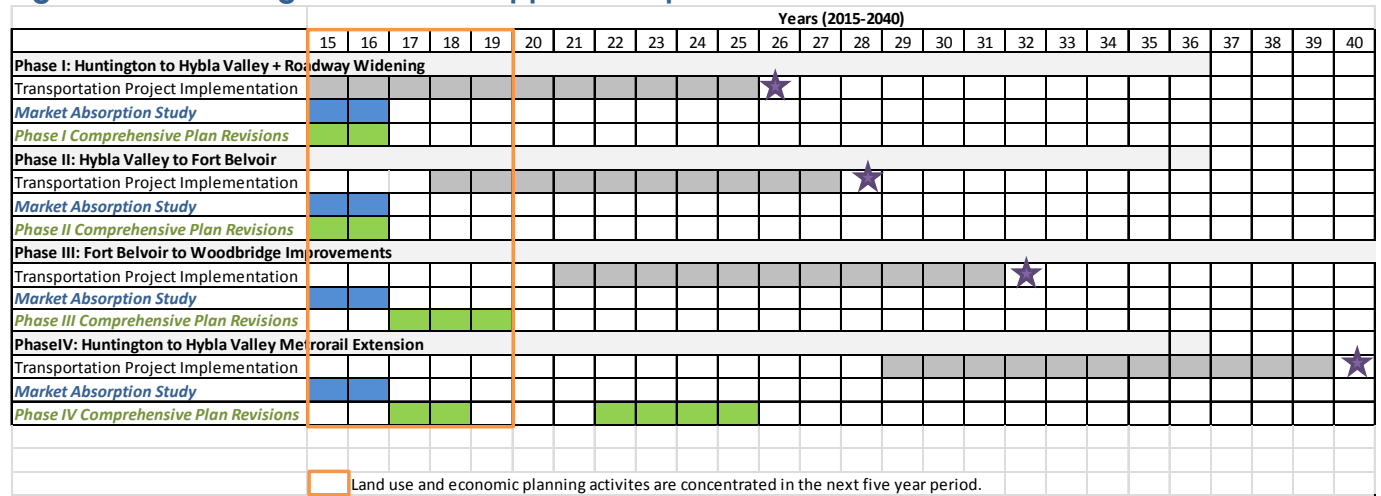 Years (2015-2040)
15 16 17 18 19 20 21 22 23 24 25 26 27 28 29 30 31 32 33 34 35 36 37 38 39 40
Phase I: Huntington to Hybla Valley + Roadway Widening
Transportation Project Implementation
Market Absorption Study
Phase I Comprehensive Plan Revisions
Phase II: Hybla Valley to Fort Belvoir
Transportation Project Implementation
Market Absorption Study
Phase II Comprehensive Plan Revisions
Phase III: Fort Belvoir to Woodbridge Improvements
Transportation Project Implementation
Market Absorption Study
Phase III Comprehensive Plan Revisions
PhaseIV: Huntington to Hybla Valley Metrorail Extension
Transportation Project Implementation
Market Absorption Study
Phase IV Comprehensive Plan Revisions
Land use and economic planning activites are concentrated in the next five year period.